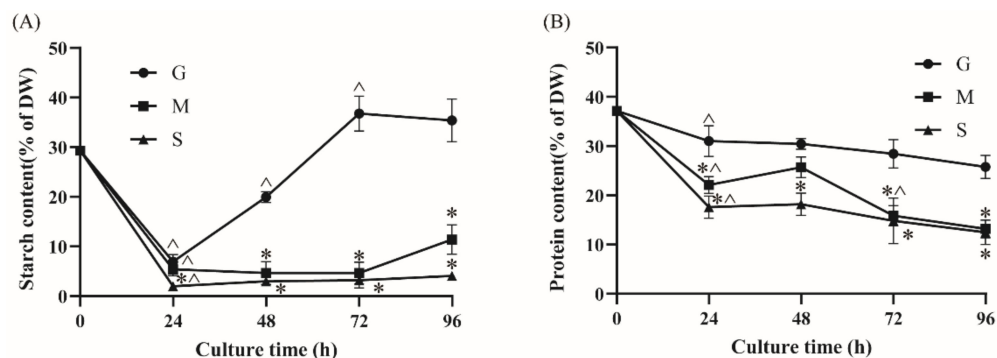 (A)
Starch content(% of DW)
50
40
30
20
10
0
G
M
S
^
^
^
^
*^
*
*
*
*
*
*
0 24 48 72 96
Culture time (h)
(B)
Protein content(% of DW)
50
40
30
20
10
0
G
M
S
^
*^
*^
*
*^
*
*
*
0 24 48 72 96
Culture time (h)